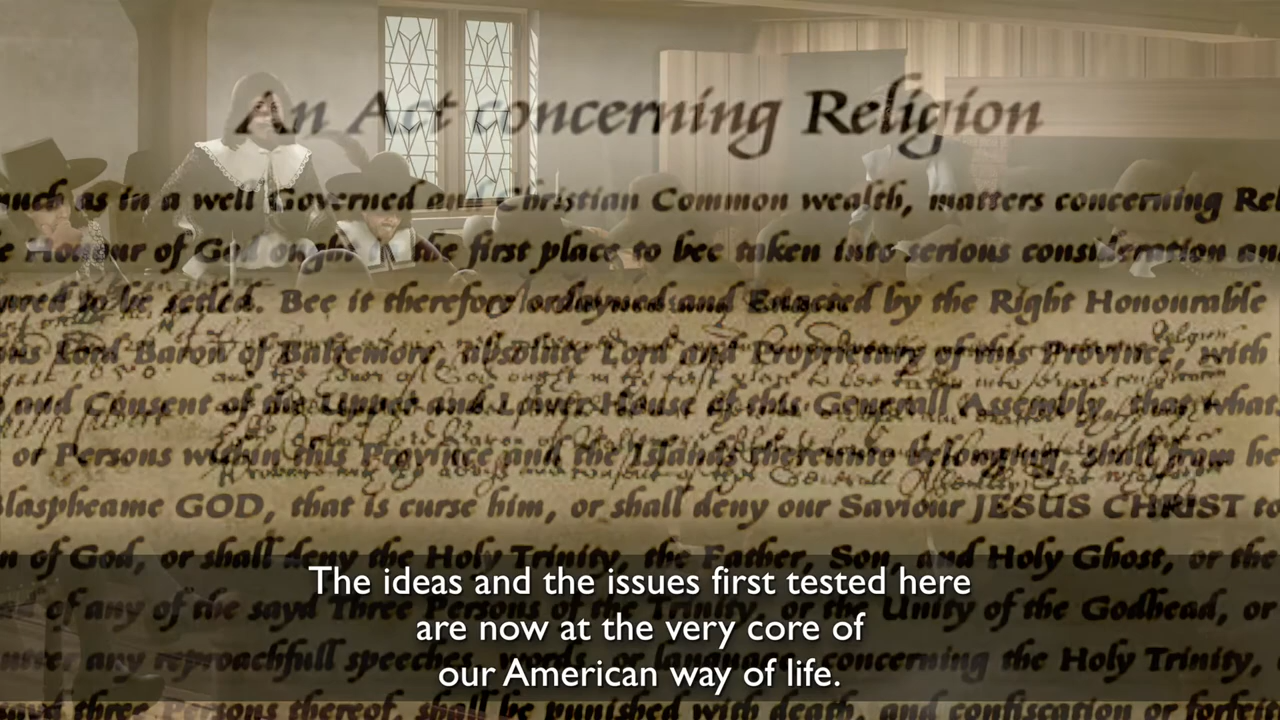 An Act concerning Religion
much as in a well Governed and Christian Common wealth, matters concerning Rel
e Honour of God ought in the first place to bee taken into serious consideration an
ured to be setled. Bee it therefore ordayned and Enacted by the Right Honourable
Lord Baron of Baltemore, absolute Lord and Proprietary of this Province, with
and Consent of the Upper and Lower House of this Generall Assembly, that what
or Persons within this Province and the Islands thereunto belonging, shall from he
laspheame GOD, that is curse him, or shall deny our Saviour JESUS CHRIST to
n of God, or shall deny the Holy Trinity, the Father, Son, and Holy Ghost, or the
of any of the sayd Three Persons of the Trinity, or the Unity of the Godhead, or
any reproachfull speeches, words, or language concerning the Holy Trinity,
sayd three Persons thereof, shall be punished with death, and confiscation or forfeit
The ideas and the issues first tested here
are now at the very core of
our American way of life.